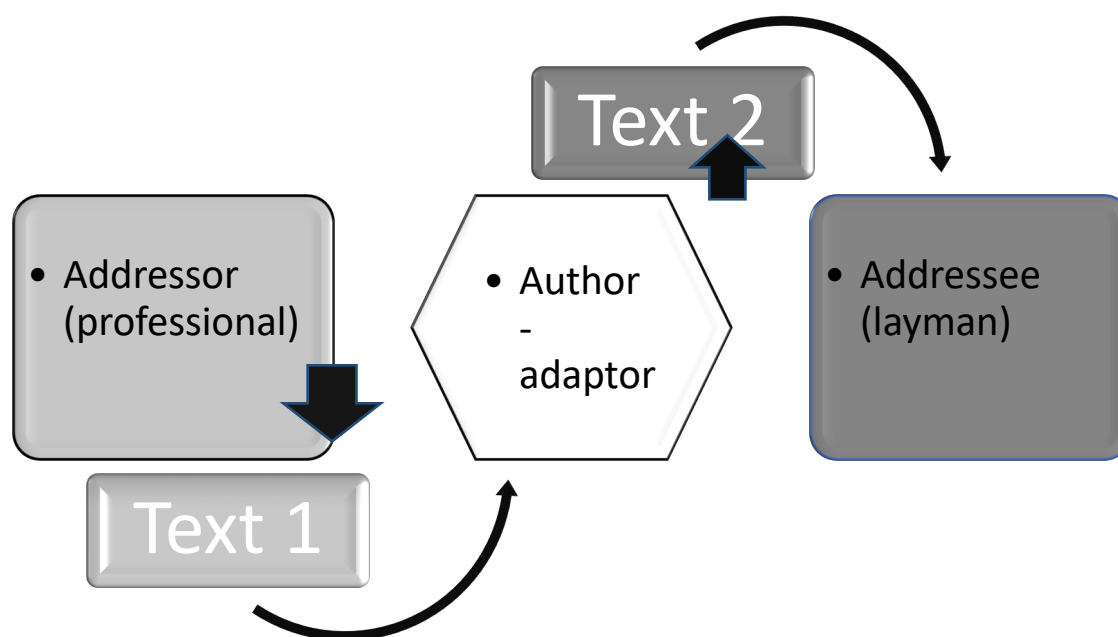 Text 2
• Addressor
(professional)
• Author
-
adaptor
• Addressee
(layman)
Text 1